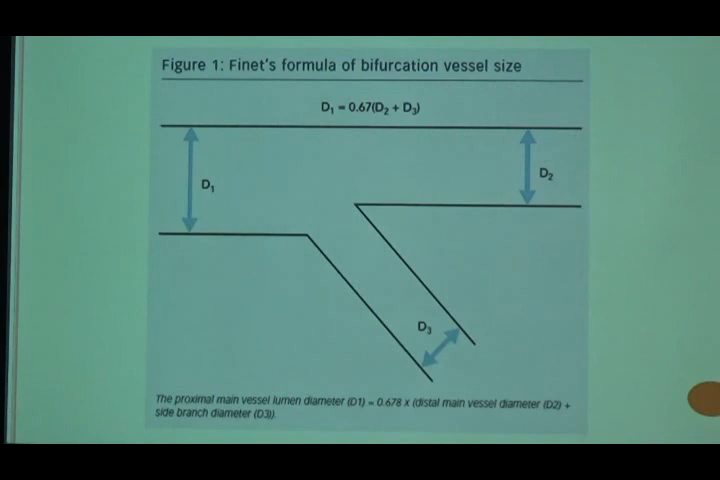 Figure 1: Finet's formula of bifurcation vessel size
D₁ = 0.67(D₂ + D₃)
D₁
D₂
D₃
The proximal main vessel lumen diameter (D1) = 0.678 x (distal main vessel diameter (D2) +
side branch diameter (D3))